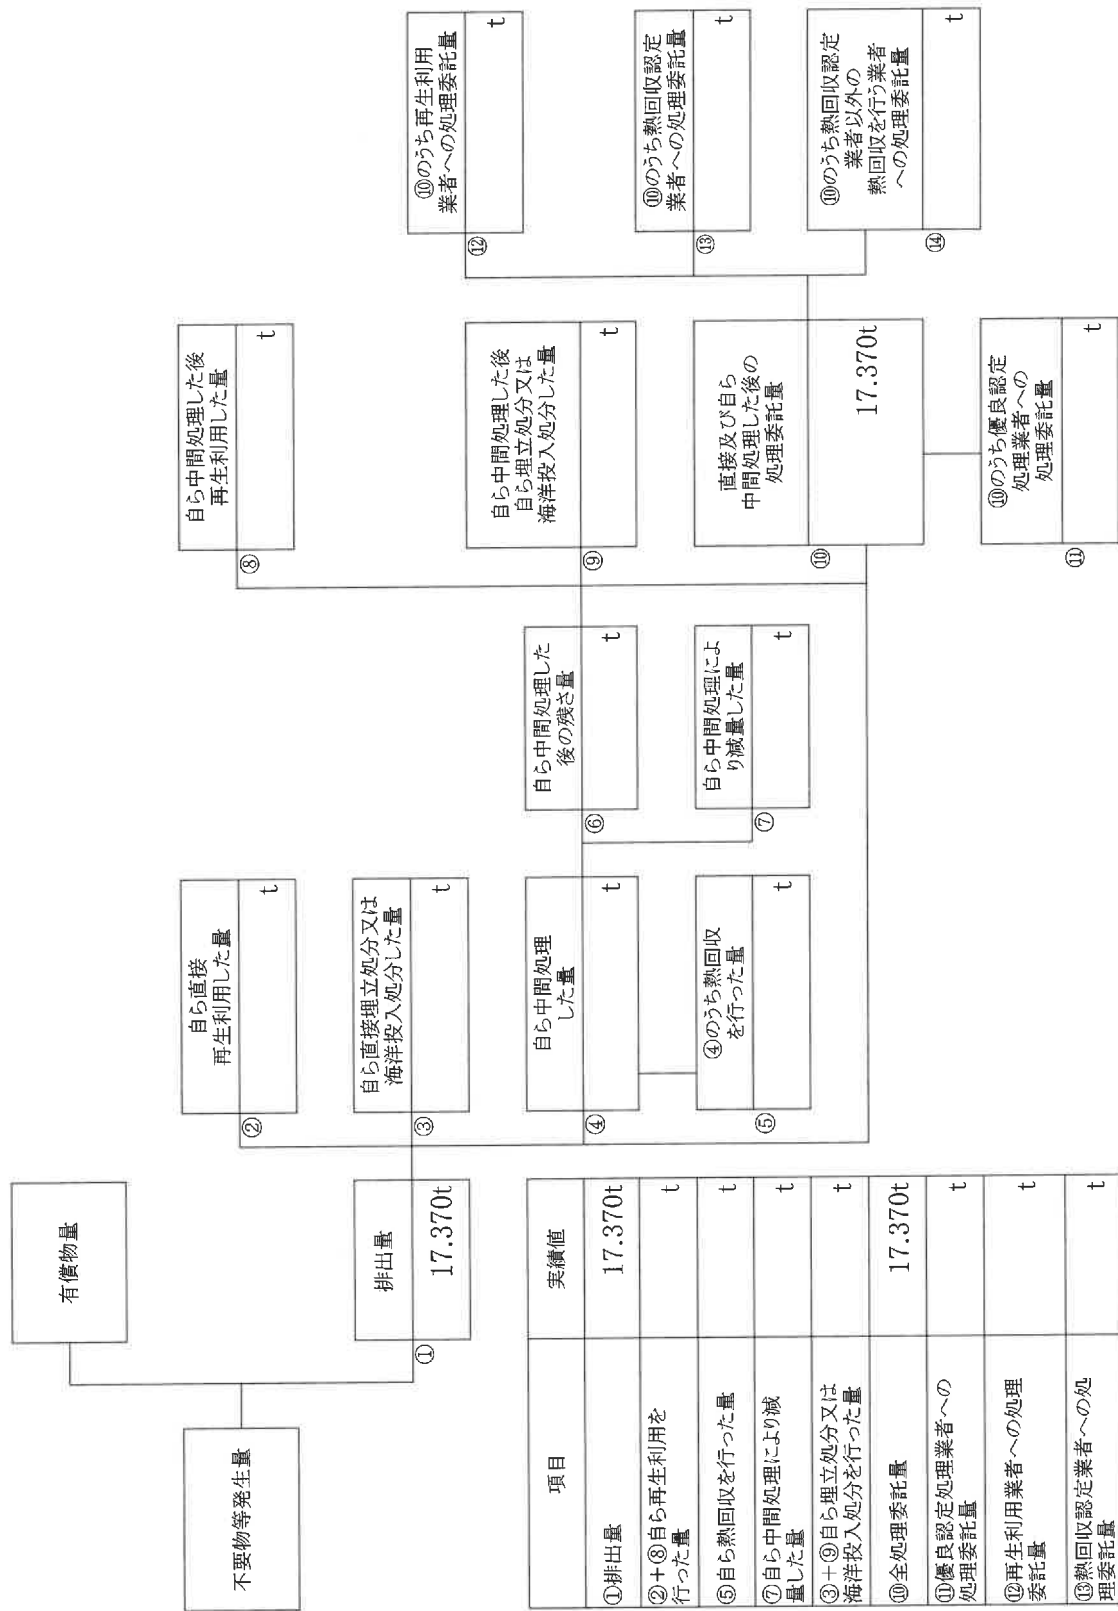 不要物等発生量
有償物量
排出量
①
17.370t
自ら直接
再生利用した量
②
t
自ら直接埋立処分又は
海洋投入処分した量
③
t
自ら中間処理
した量
④
t
④のうち熱回収
を行った量
⑤
t
自ら中間処理した
後の残さ量
⑥
t
自ら中間処理によ
り減量した量
⑦
t
自ら中間処理した後
再生利用した量
⑧
t
自ら中間処理した後
自ら埋立処分又は
海洋投入処分した量
⑨
t
直接及び自ら
中間処理した後の
処理委託量
⑩
17.370t
⑩のうち優良認定
処理業者への
処理委託量
⑪
t
⑩のうち再生利用
業者への処理委託量
⑫
t
⑩のうち熱回収認定
業者への処理委託量
⑬
t
⑩のうち熱回収認定
業者以外の
熱回収を行う業者
への処理委託量
⑭
t
項目 実績値
①排出量 17.370t
②+⑧自ら再生利用を
行った量 t
⑤自ら熱回収を行った量 t
⑦自ら中間処理により減
量した量 t
③+⑨自ら埋立処分又は
海洋投入処分を行った量 t
⑩全処理委託量 17.370t
⑪優良認定処理業者への
処理委託量 t
⑫再生利用業者への処理
委託量 t
⑬熱回収認定業者への処
理委託量 t